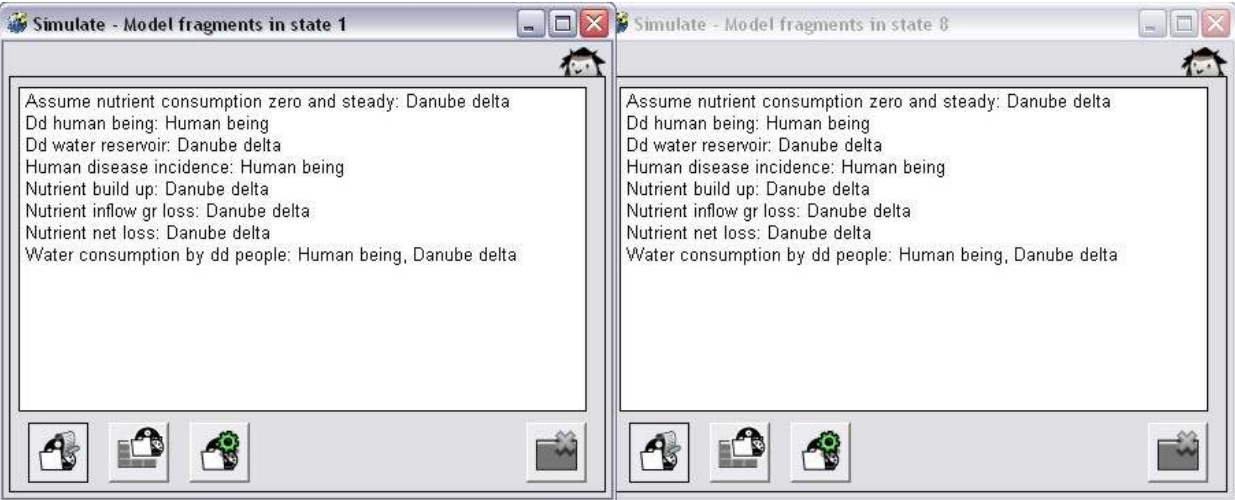 Simulate - Model fragments in state 1
Assume nutrient consumption zero and steady: Danube delta
Dd human being: Human being
Dd water reservoir: Danube delta
Human disease incidence: Human being
Nutrient build up: Danube delta
Nutrient inflow gr loss: Danube delta
Nutrient net loss: Danube delta
Water consumption by dd people: Human being, Danube delta
Simulate - Model fragments in state 8
Assume nutrient consumption zero and steady: Danube delta
Dd human being: Human being
Dd water reservoir: Danube delta
Human disease incidence: Human being
Nutrient build up: Danube delta
Nutrient inflow gr loss: Danube delta
Nutrient net loss: Danube delta
Water consumption by dd people: Human being, Danube delta